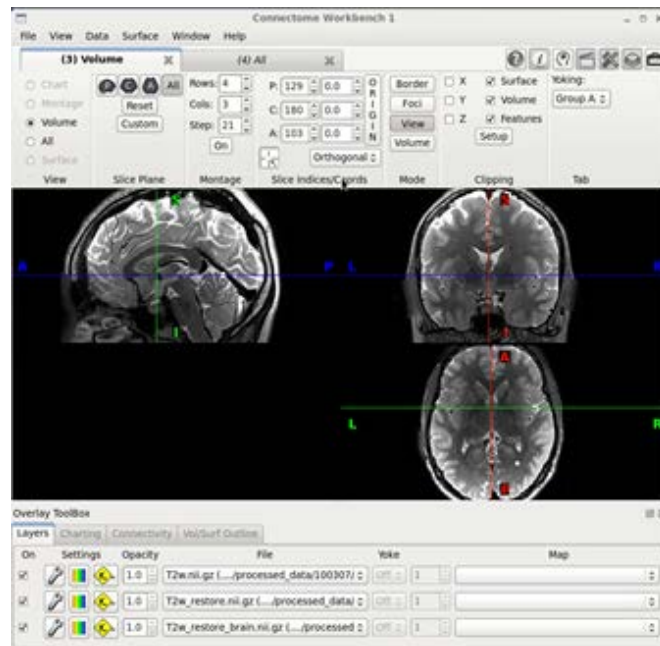 Connectome Workbench 1
File View Data Surface Window Help
(3) Volume
(4) All
Chart
Montage
Volume
All
Surface
View
P C A All
Reset
Custom
Slice Plane
Rows: 4
Cols: 3
Step: 21
On
Montage
P: 129 0.0
C: 180 0.0
A: 103 0.0
ORIGIN
Orthogonal
Slice Indices/Coords
Border
Foci
View
Volume
Mode
X Surface
Y Volume
Z Features
Setup
Clipping
Yoking:
Group A
Tab
S
A P
I
L
A
L R
Overlay ToolBox
Layers Charting Connectivity Vol/Surf Outline
On Settings Opacity File Yoke Map
1.0 T2w.nii.gz (..../processed_data/100307/ Off 1
1.0 T2w_restore.nii.gz (..../processed_data/ Off 1
1.0 T2w_restore_brain.nii.gz (..../processed Off 1